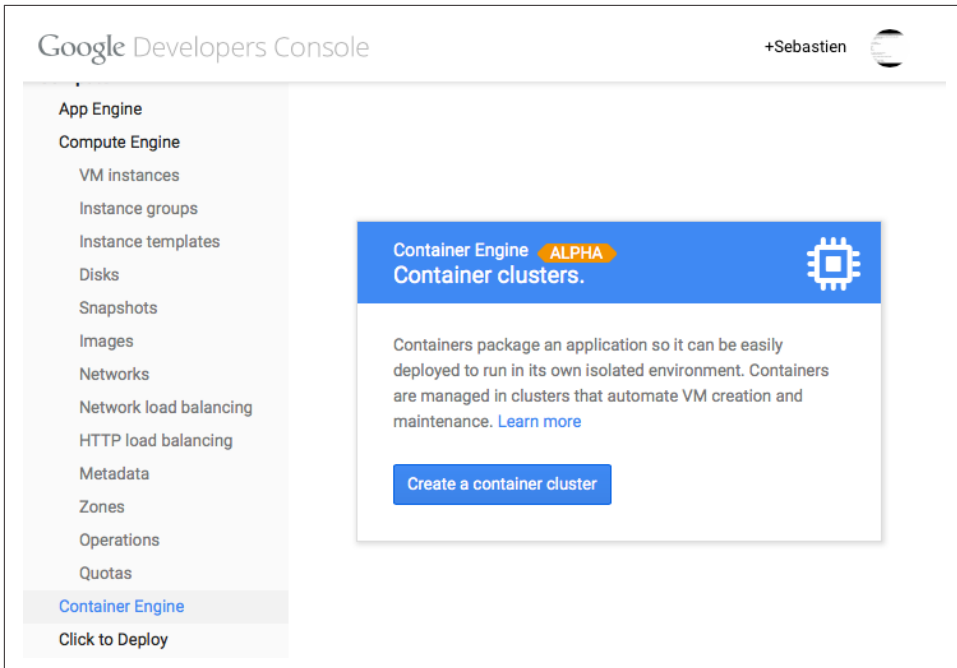 Google Developers Console
+Sebastien
App Engine
Compute Engine
VM instances
Instance groups
Instance templates
Disks
Snapshots
Images
Networks
Network load balancing
HTTP load balancing
Metadata
Zones
Operations
Quotas
Container Engine
Click to Deploy
Container Engine ALPHA
Container clusters.
Containers package an application so it can be easily
deployed to run in its own isolated environment. Containers
are managed in clusters that automate VM creation and
maintenance. Learn more
Create a container cluster